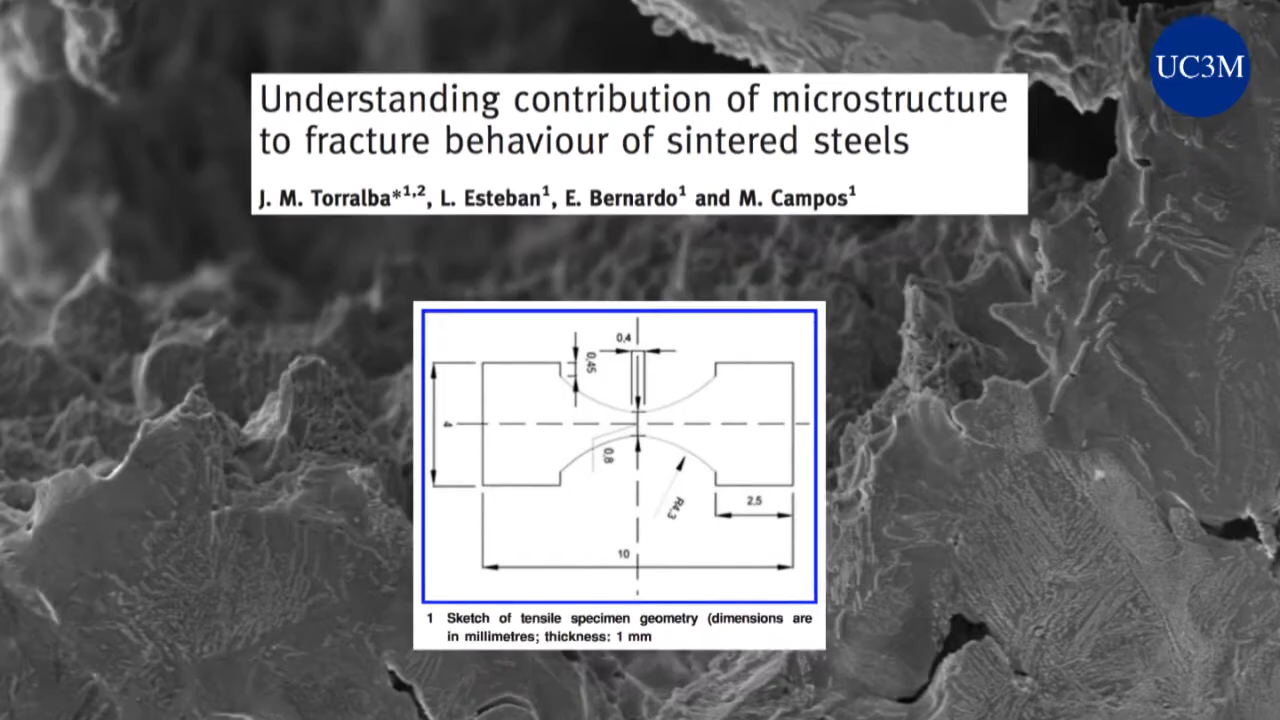 UC3M
Understanding contribution of microstructure
to fracture behaviour of sintered steels
J. M. Torralba*1,2, L. Esteban1, E. Bernardo1 and M. Campos1
0,4
0,45
4
0,8
R4,3
2,5
10
1 Sketch of tensile specimen geometry (dimensions are
in millimetres; thickness: 1 mm